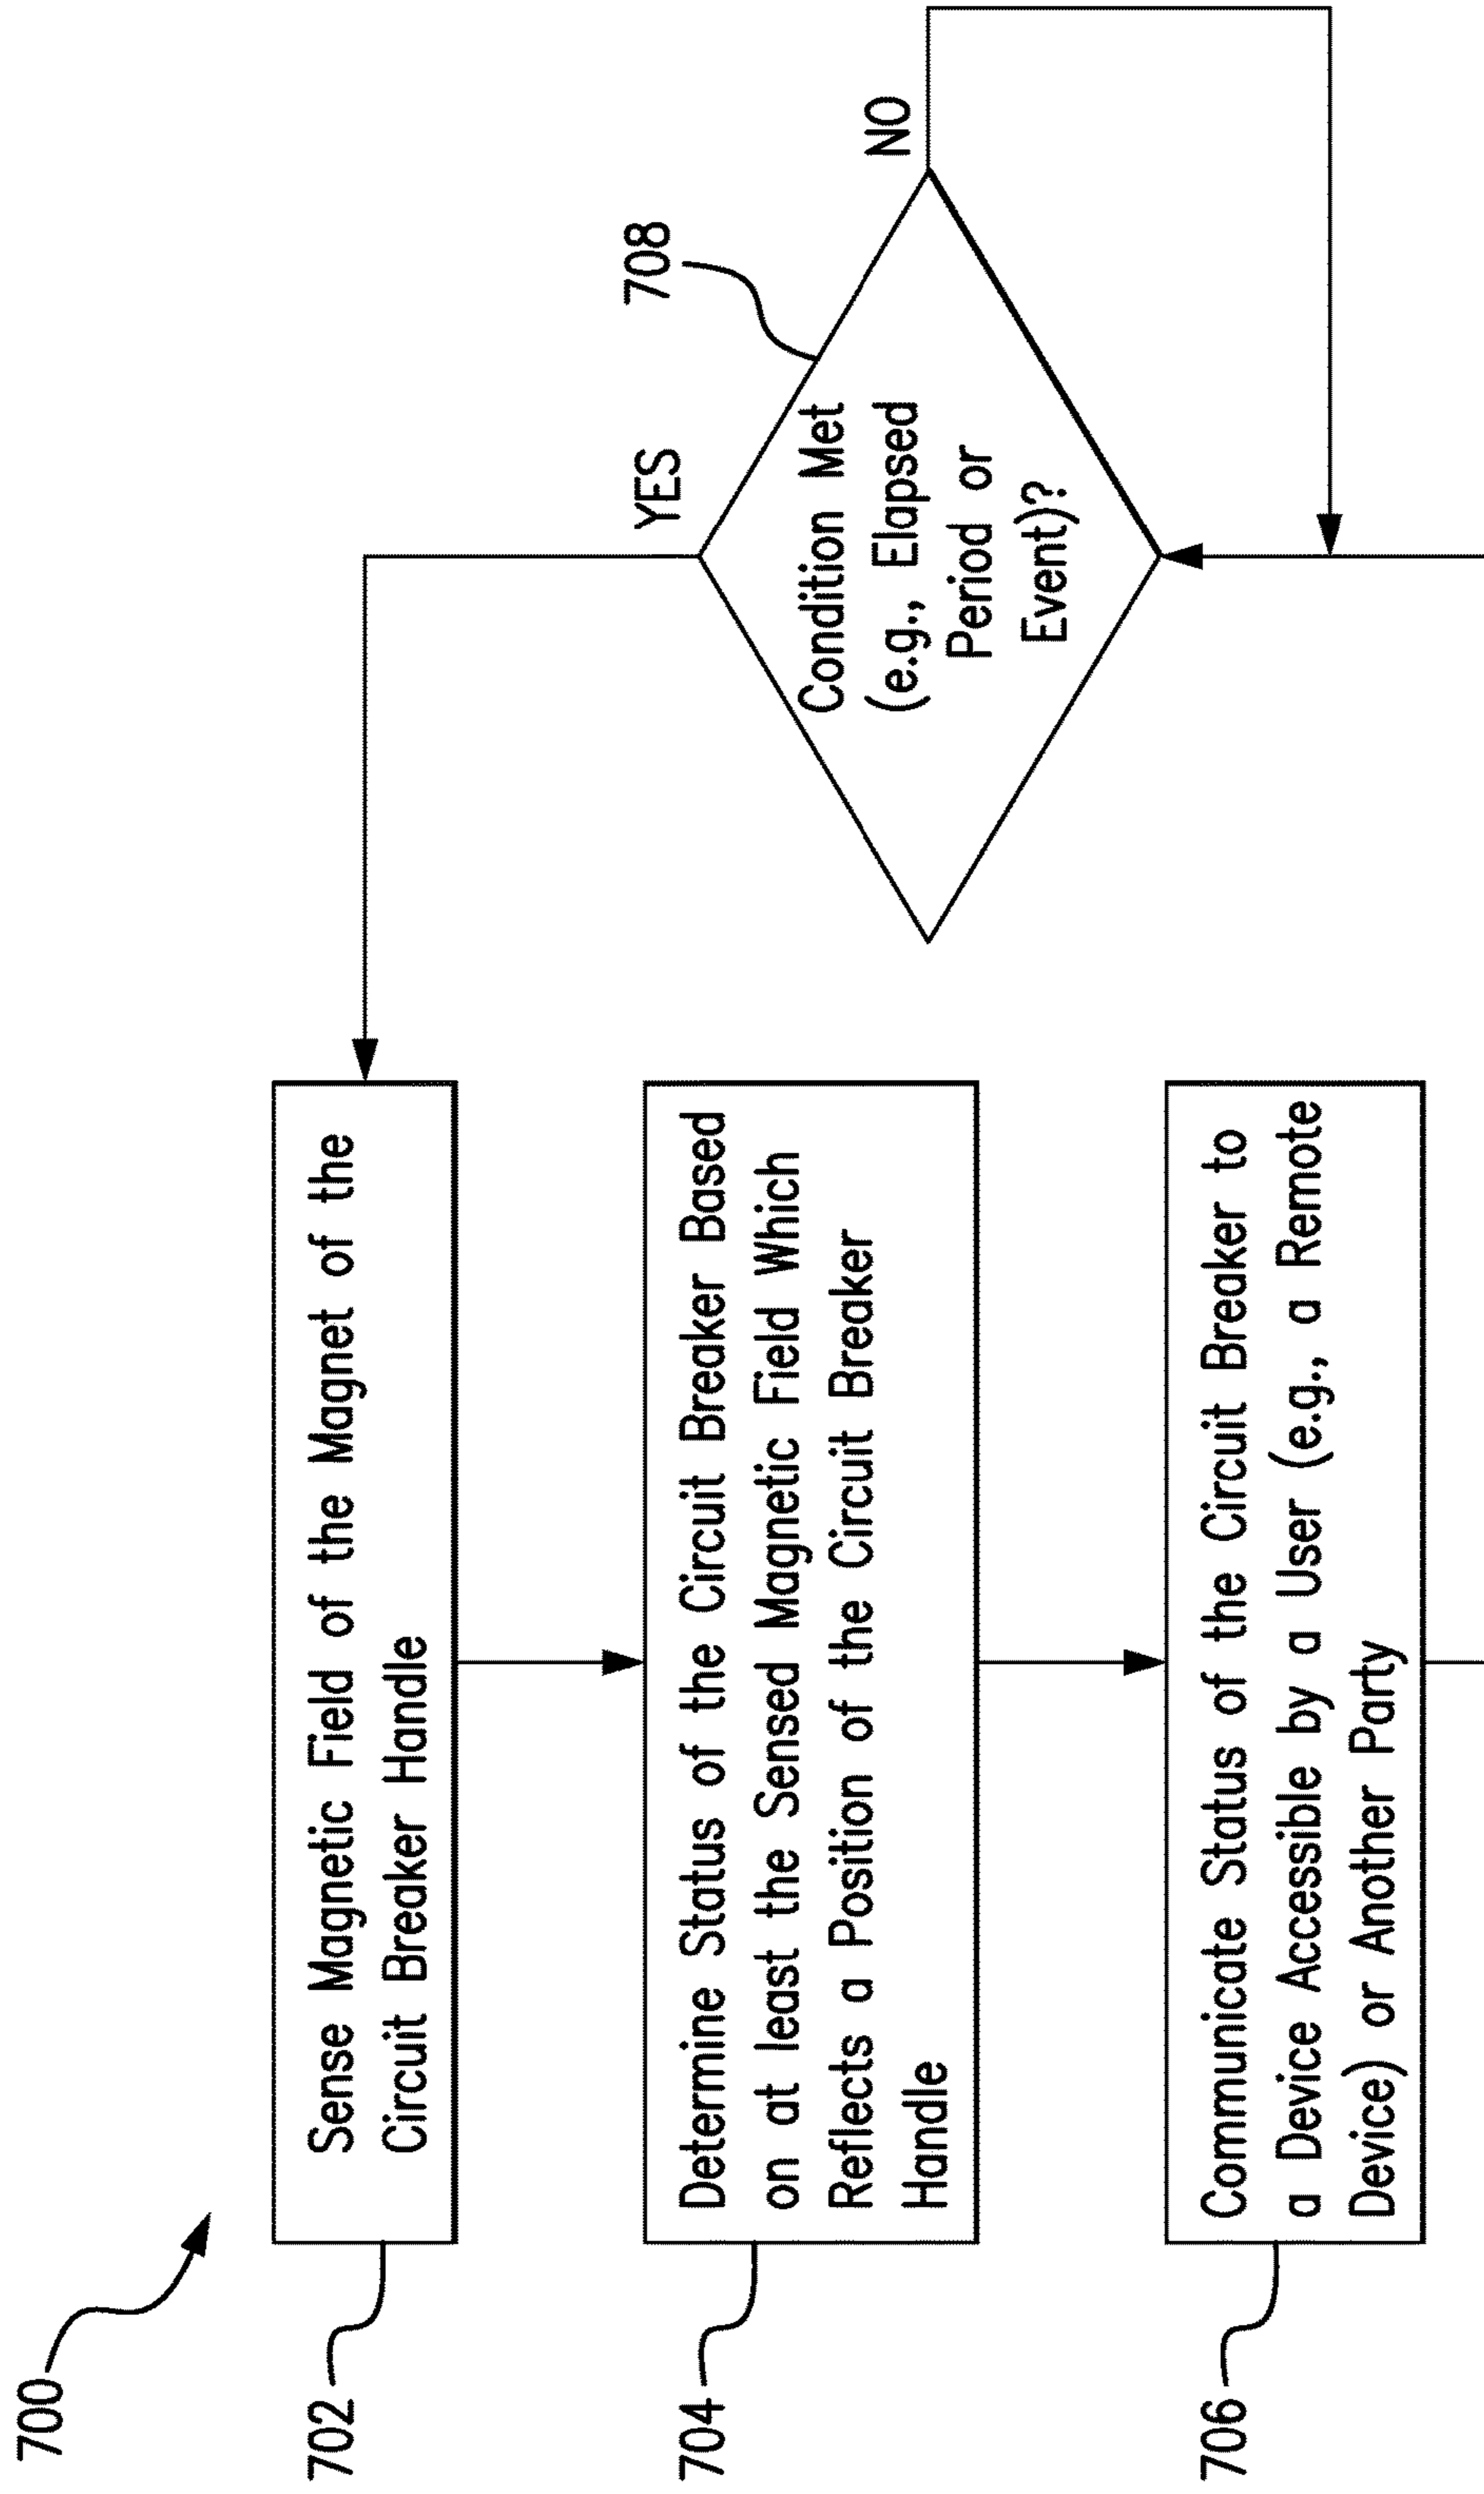 700
702
Sense Magnetic Field of the Magnet of the
Circuit Breaker Handle
704
Determine Status of the Circuit Breaker Based
on at least the Sensed Magnetic Field Which
Reflects a Position of the Circuit Breaker
Handle
706
Communicate Status of the Circuit Breaker to
a Device Accessible by a User (e.g., a Remote
Device) or Another Party
YES
708
Condition Met
(e.g., Elapsed
Period or
Event)?
NO